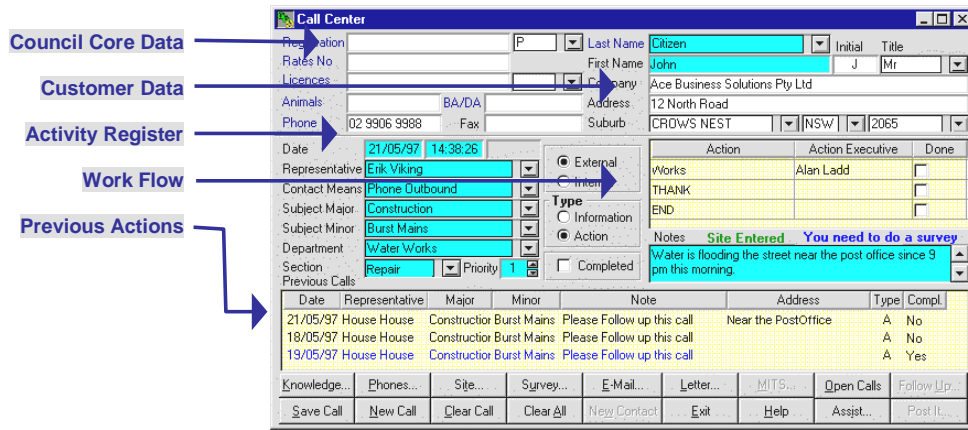 Call Center
Council Core Data
Customer Data
Activity Register
Work Flow
Previous Actions
Registration P Last Name Citizen Initial Title
Rates No First Name John J Mr
Licences Company Ace Business Solutions Pty Ltd
Animals BA/DA Address 12 North Road
Phone 02 9906 9988 Fax Suburb CROWS NEST NSW 2065
Date 21/05/97 14:38:26
Representative Erik Viking
Contact Means Phone Outbound
Subject Major Construction
Subject Minor Burst Mains
Department Water Works
Section Repair Priority 1
External
Internal
Type
Information
Action
Completed
Action Action Executive Done
Works Alan Ladd
THANK
END
Notes Site Entered You need to do a survey
Water is flooding the street near the post office since 9
pm this morning.
Previous Calls
Date Representative Major Minor Note Address Type Compl.
21/05/97 House House Construction Burst Mains Please Follow up this call Near the PostOffice A No
18/05/97 House House Construction Burst Mains Please Follow up this call A No
19/05/97 House House Construction Burst Mains Please Follow up this call A Yes
Knowledge... Phones... Site... Survey... E-Mail... Letter... MITS... Open Calls Follow Up...
Save Call New Call Clear Call Clear All New Contact Exit Help Assist... Post It...